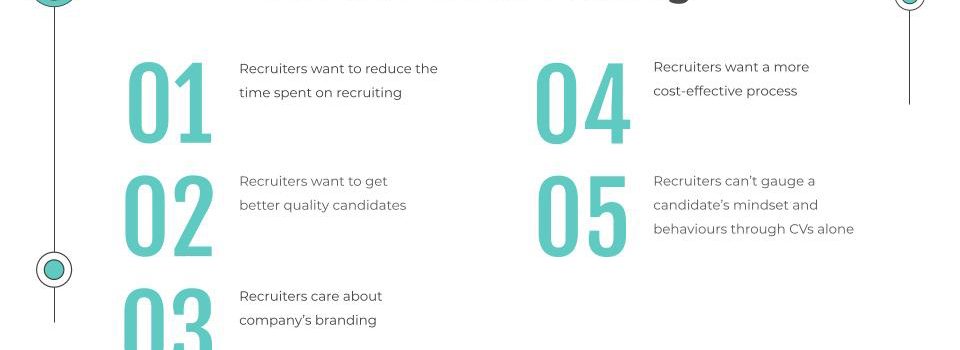 01
Recruiters want to reduce the
time spent on recruiting
02
Recruiters want to get
better quality candidates
03
Recruiters care about
company’s branding
04
Recruiters want a more
cost-effective process
05
Recruiters can’t gauge a
candidate’s mindset and
behaviours through CVs alone